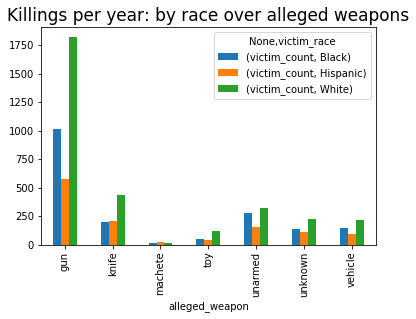 Killings per year: by race over alleged weapons
None,victim_race
(victim_count, Black)
(victim_count, Hispanic)
(victim_count, White)
1750
1500
1250
1000
750
500
250
0
gun
knife
machete
toy
unarmed
unknown
vehicle
alleged_weapon